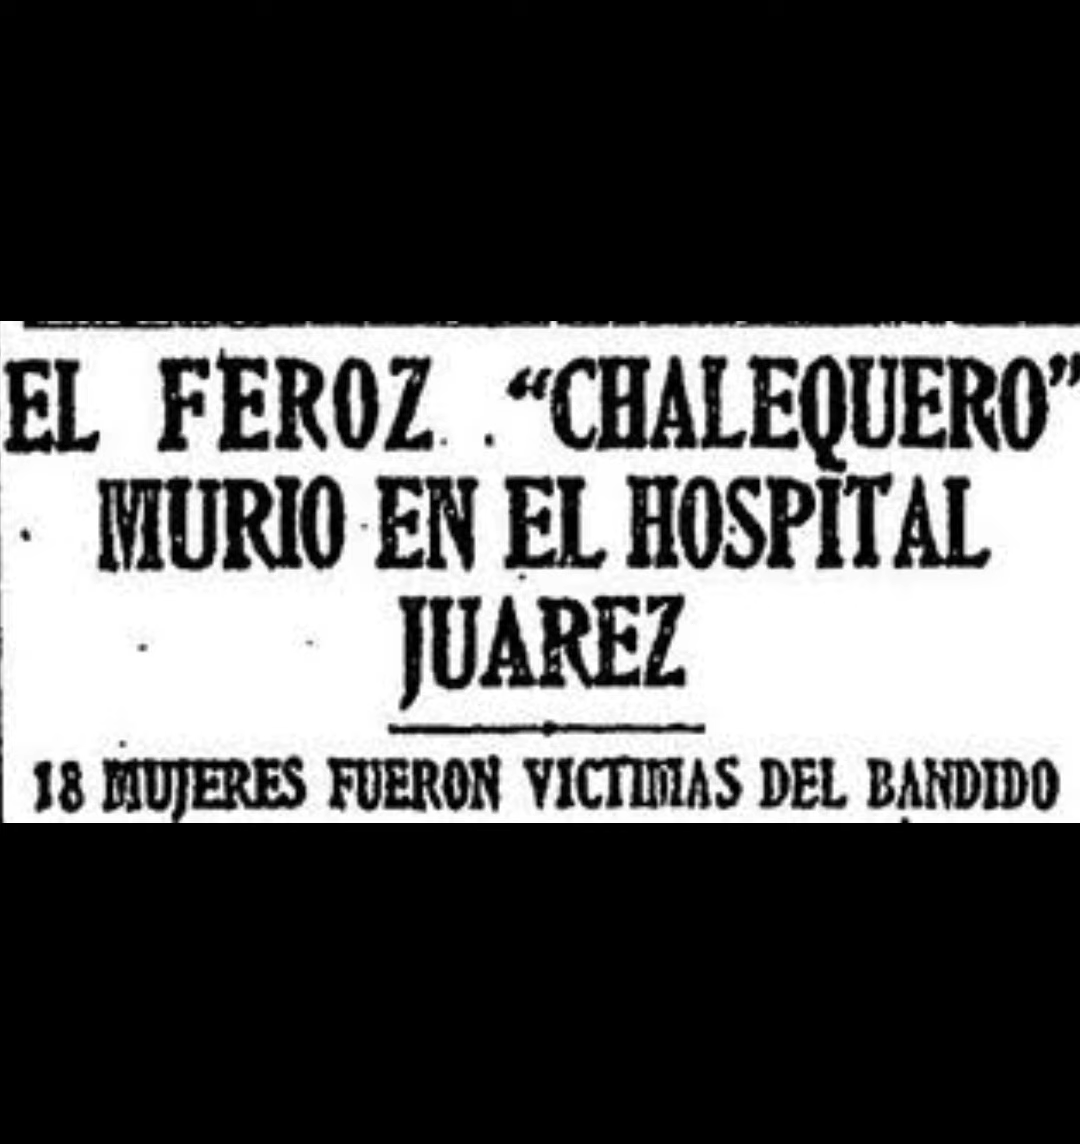 EL FEROZ "CHALEQUERO"
MURIO EN EL HOSPITAL
JUAREZ
18 MUJERES FUERON VICTIMAS DEL BANDIDO